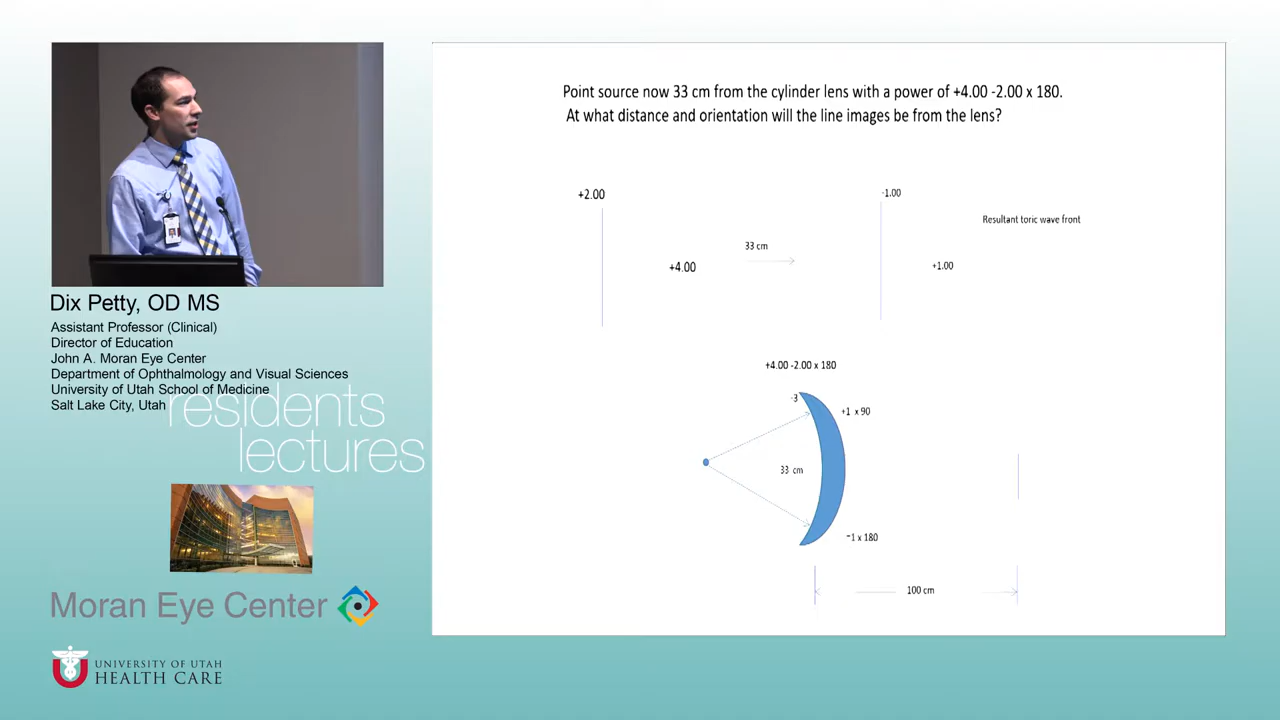 Point source now 33 cm from the cylinder lens with a power of +4.00 -2.00 x 180.
At what distance and orientation will the line images be from the lens?
+2.00
-1.00
Resultant toric wave front
33 cm
+4.00
+1.00
+4.00 -2.00 x 180
-3
+1 x 90
33 cm
-1 x 180
100 cm
Dix Petty, OD MS
Assistant Professor (Clinical)
Director of Education
John A. Moran Eye Center
Department of Ophthalmology and Visual Sciences
University of Utah School of Medicine
Salt Lake City, Utah
residents
lectures
Moran Eye Center
UNIVERSITY OF UTAH
HEALTH CARE